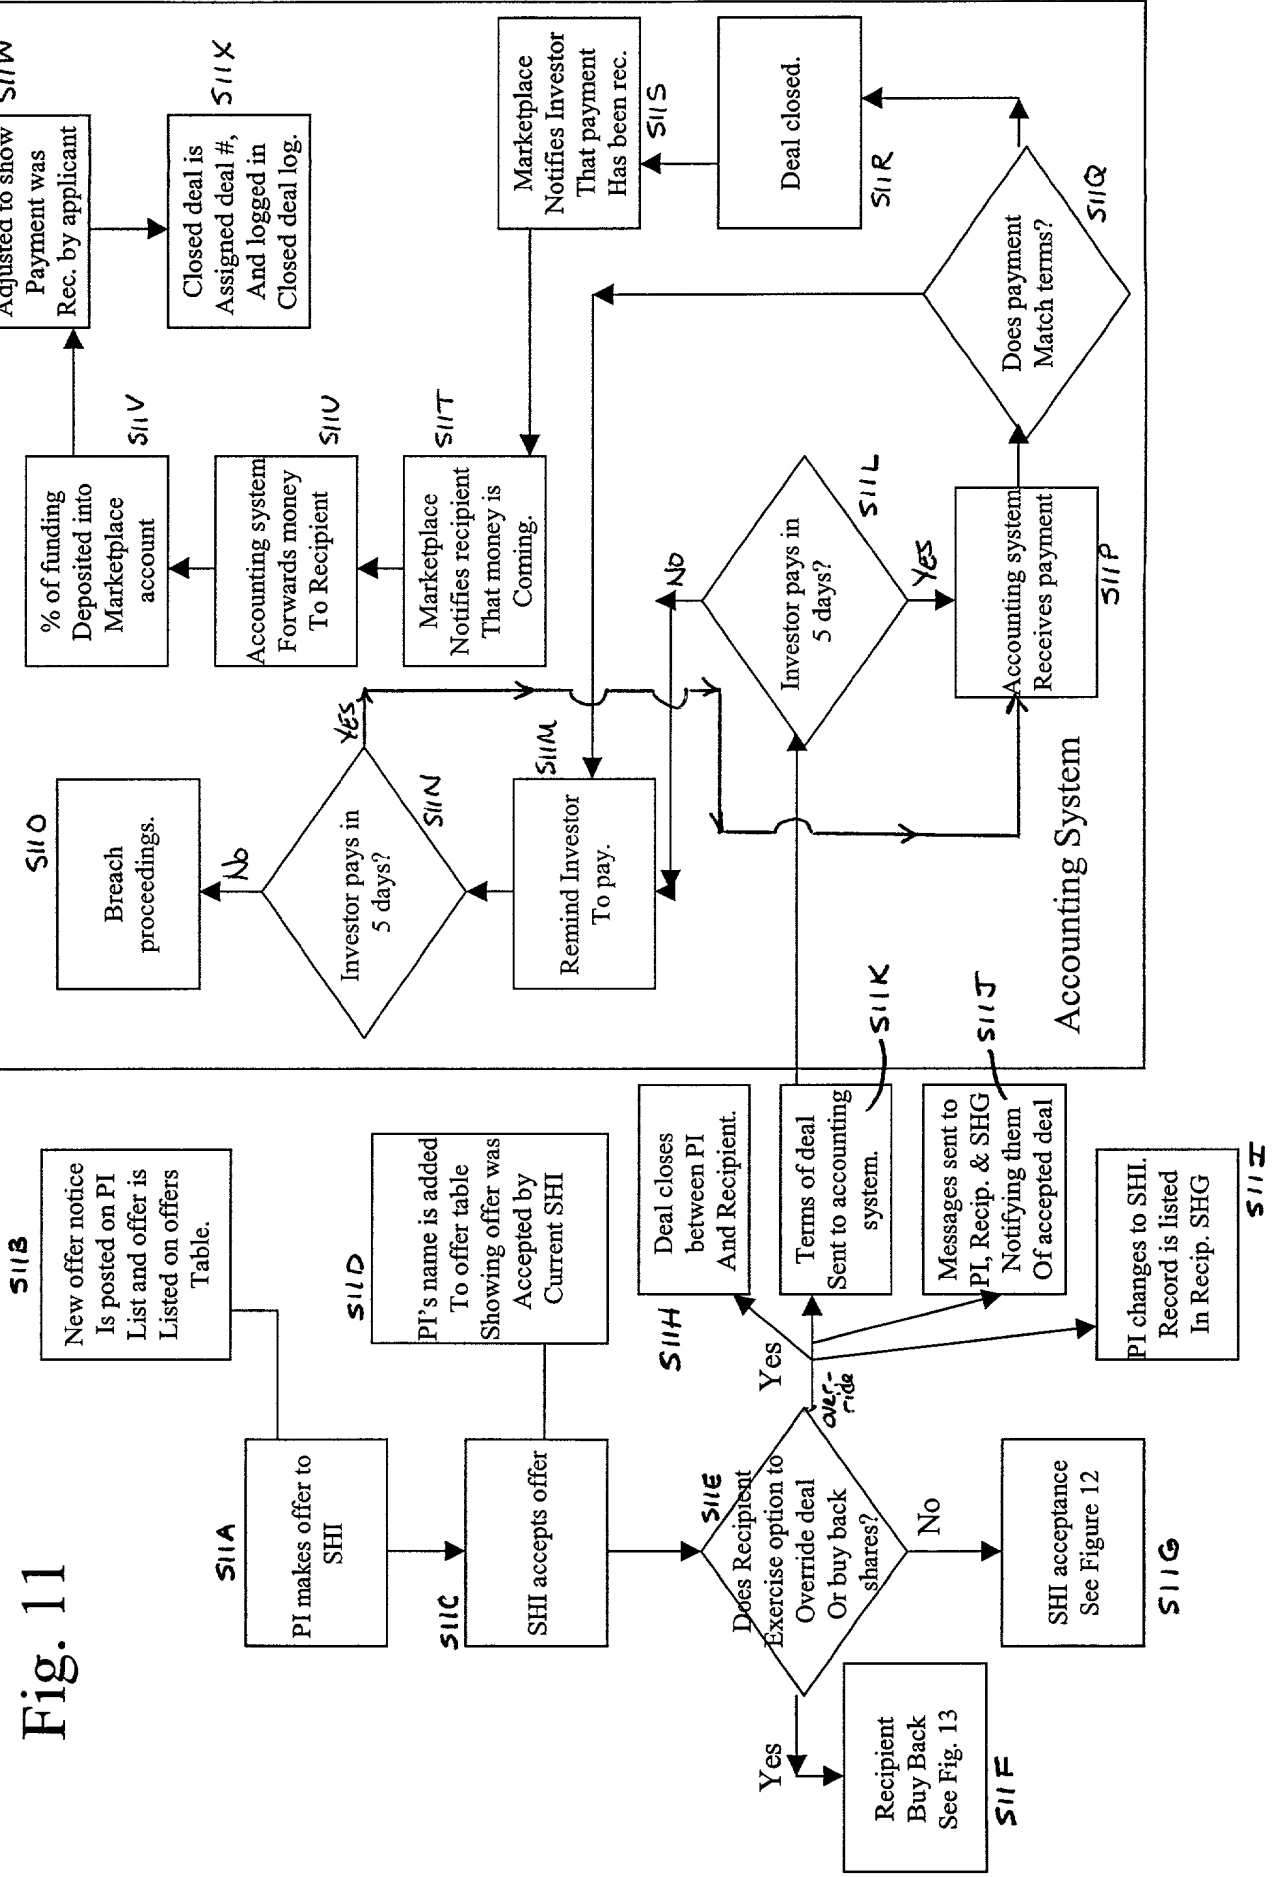 Fig. 11
S11A
PI makes offer to
SHI
S11B
New offer notice
Is posted on PI
List and offer is
Listed on offers
Table.
S11C
SHI accepts offer
S11D
PI's name is added
To offer table
Showing offer was
Accepted by
Current SHI
S11E
Does Recipient
Exercise option to
Override deal
Or buy back
shares?
Yes
Recipient
Buy Back
See Fig. 13
S11F
No
SHI acceptance
See Figure 12
S11G
Yes
over-
ride
S11H
Deal closes
between PI
And Recipient.
Terms of deal
Sent to accounting
system.
S11K
Messages sent to
PI, Recip. & SHG
Notifying them
Of accepted deal
S11J
PI changes to SHI.
Record is listed
In Recip. SHG
S11I
Accounting System
S11O
Breach
proceedings.
No
Investor pays in
5 days?
S11N
YES
S11M
Remind Investor
To pay.
NO
Investor pays in
5 days?
S11L
YES
Accounting system
Receives payment
S11P
Does payment
Match terms?
S11Q
Deal closed.
S11R
Marketplace
Notifies Investor
That payment
Has been rec.
S11S
Marketplace
Notifies recipient
That money is
Coming.
S11T
Accounting system
Forwards money
To Recipient
S11U
% of funding
Deposited into
Marketplace
account
S11V
Adjusted to show
Payment was
Rec. by applicant
S11W
Closed deal is
Assigned deal #,
And logged in
Closed deal log.
S11X